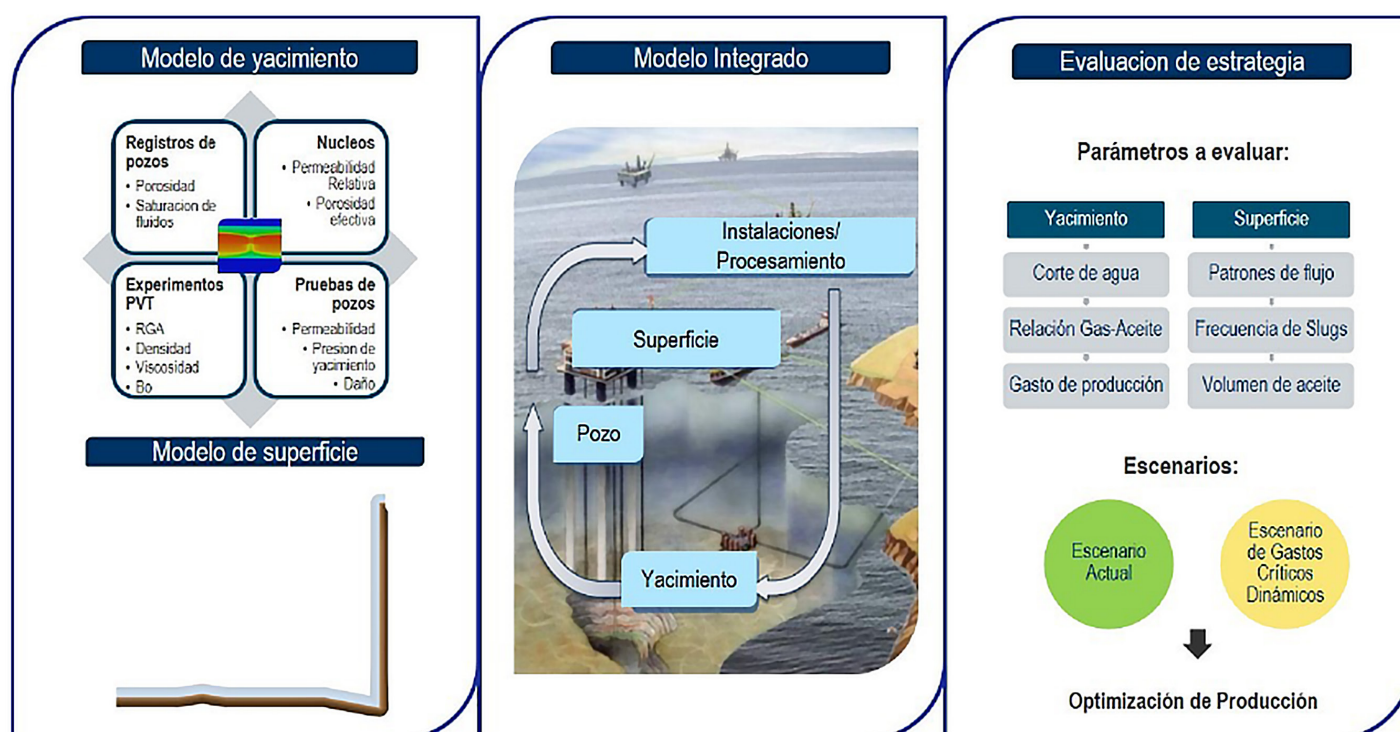 Modelo de yacimiento
Registros de
pozos
• Porosidad
• Saturacion de
fluidos
Nucleos
• Permeabilidad
Relativa
• Porosidad
efectiva
Experimentos
PVT
• RGA
• Densidad
• Viscosidad
• Bo
Pruebas de
pozos
• Permeabilidad
• Presion de
yacimiento
• Daño
Modelo de superficie
Modelo Integrado
Instalaciones/
Procesamiento
Superficie
Pozo
Yacimiento
Evaluacion de estrategia
Parámetros a evaluar:
Yacimiento
Corte de agua
Relación Gas-Aceite
Gasto de producción
Superficie
Patrones de flujo
Frecuencia de Slugs
Volumen de aceite
Escenarios:
Escenario
Actual
Escenario
de Gastos
Críticos
Dinámicos
Optimización de Producción